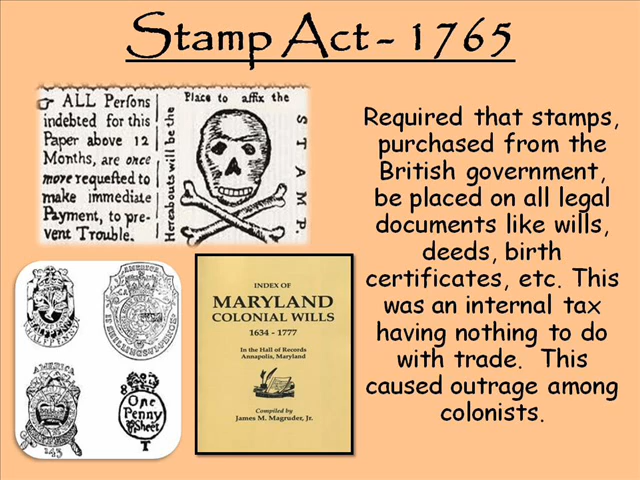 Stamp Act - 1765
☞ ALL Perſons
indebted for this
Paper above 12
Months, are once
more requeſted to
make immediate
Payment, to pre-
vent Trouble.
Hereabouts will be the
Place to affix the
STAMP.
Required that stamps,
purchased from the
British government,
be placed on all legal
documents like wills,
deeds, birth
certificates, etc. This
was an internal tax
having nothing to do
with trade. This
caused outrage among
colonists.
HALFPENNY
AMERICA
AMERICA
8
One
Penny
Sheet
T
INDEX OF
MARYLAND
COLONIAL WILLS
1634 - 1777
In the Hall of Records
Annapolis, Maryland
Compiled by
James M. Magruder, Jr.